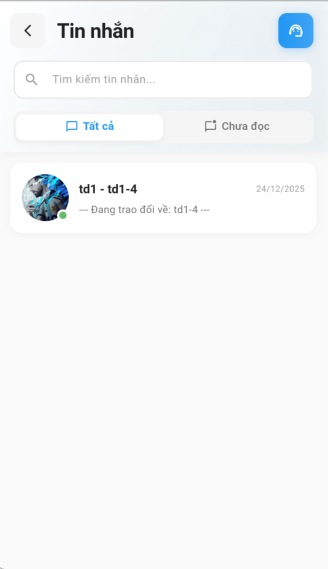 Tin nhắn
Tìm kiếm tin nhắn...
Tất cả
Chưa đọc
td1 - td1-4
24/12/2025
--- Đang trao đổi về: td1-4 ---